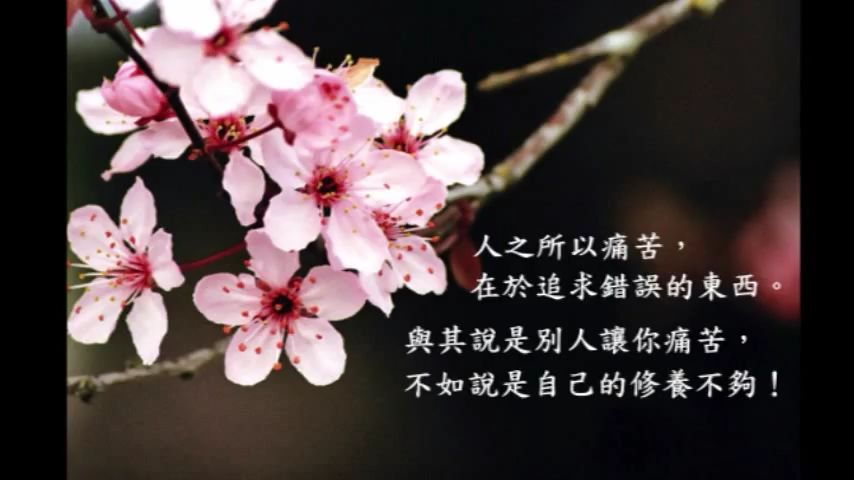 人之所以痛苦，
在於追求錯誤的東西。
與其說是別人讓你痛苦，
不如說是自己的修養不夠！